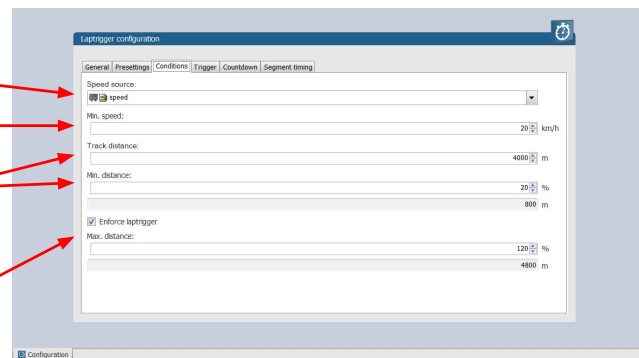 Laptrigger configuration
General Presettings Conditions Trigger Countdown Segment timing
Speed source:
speed
Min. speed:
20 km/h
Track distance:
4000 m
Min. distance:
20 %
800 m
Enforce laptrigger
Max. distance:
120 %
4800 m
Configuration